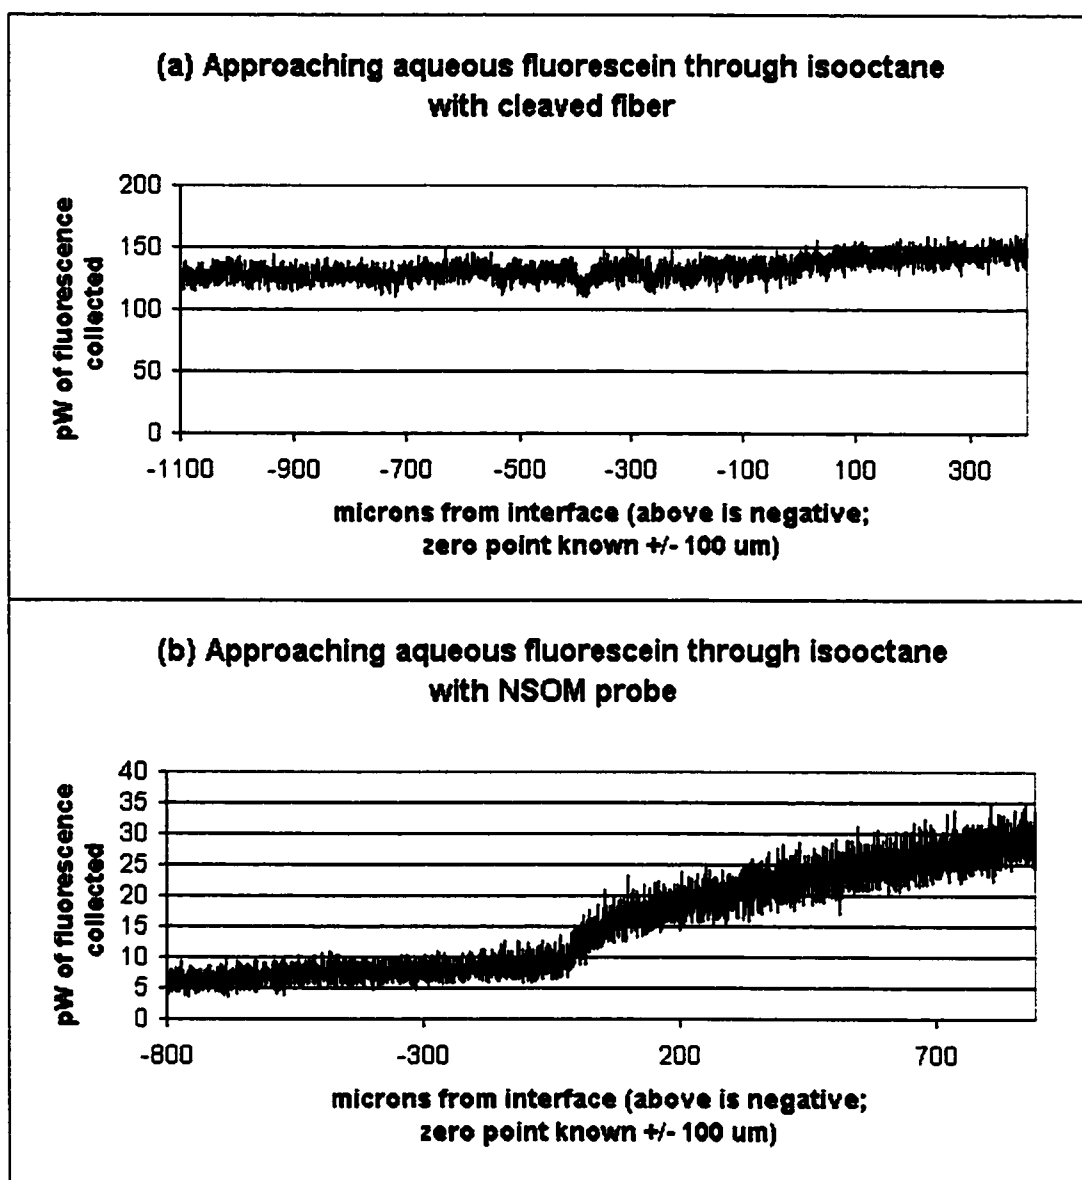 (a) Approaching aqueous fluorescein through isooctane
with cleaved fiber
pW of fluorescence
collected
200
150
100
50
0
-1100 -900 -700 -500 -300 -100 100 300
microns from interface (above is negative;
zero point known +/- 100 um)
(b) Approaching aqueous fluorescein through isooctane
with NSOM probe
pW of fluorescence
collected
40
35
30
25
20
15
10
5
0
-800 -300 200 700
microns from interface (above is negative;
zero point known +/- 100 um)